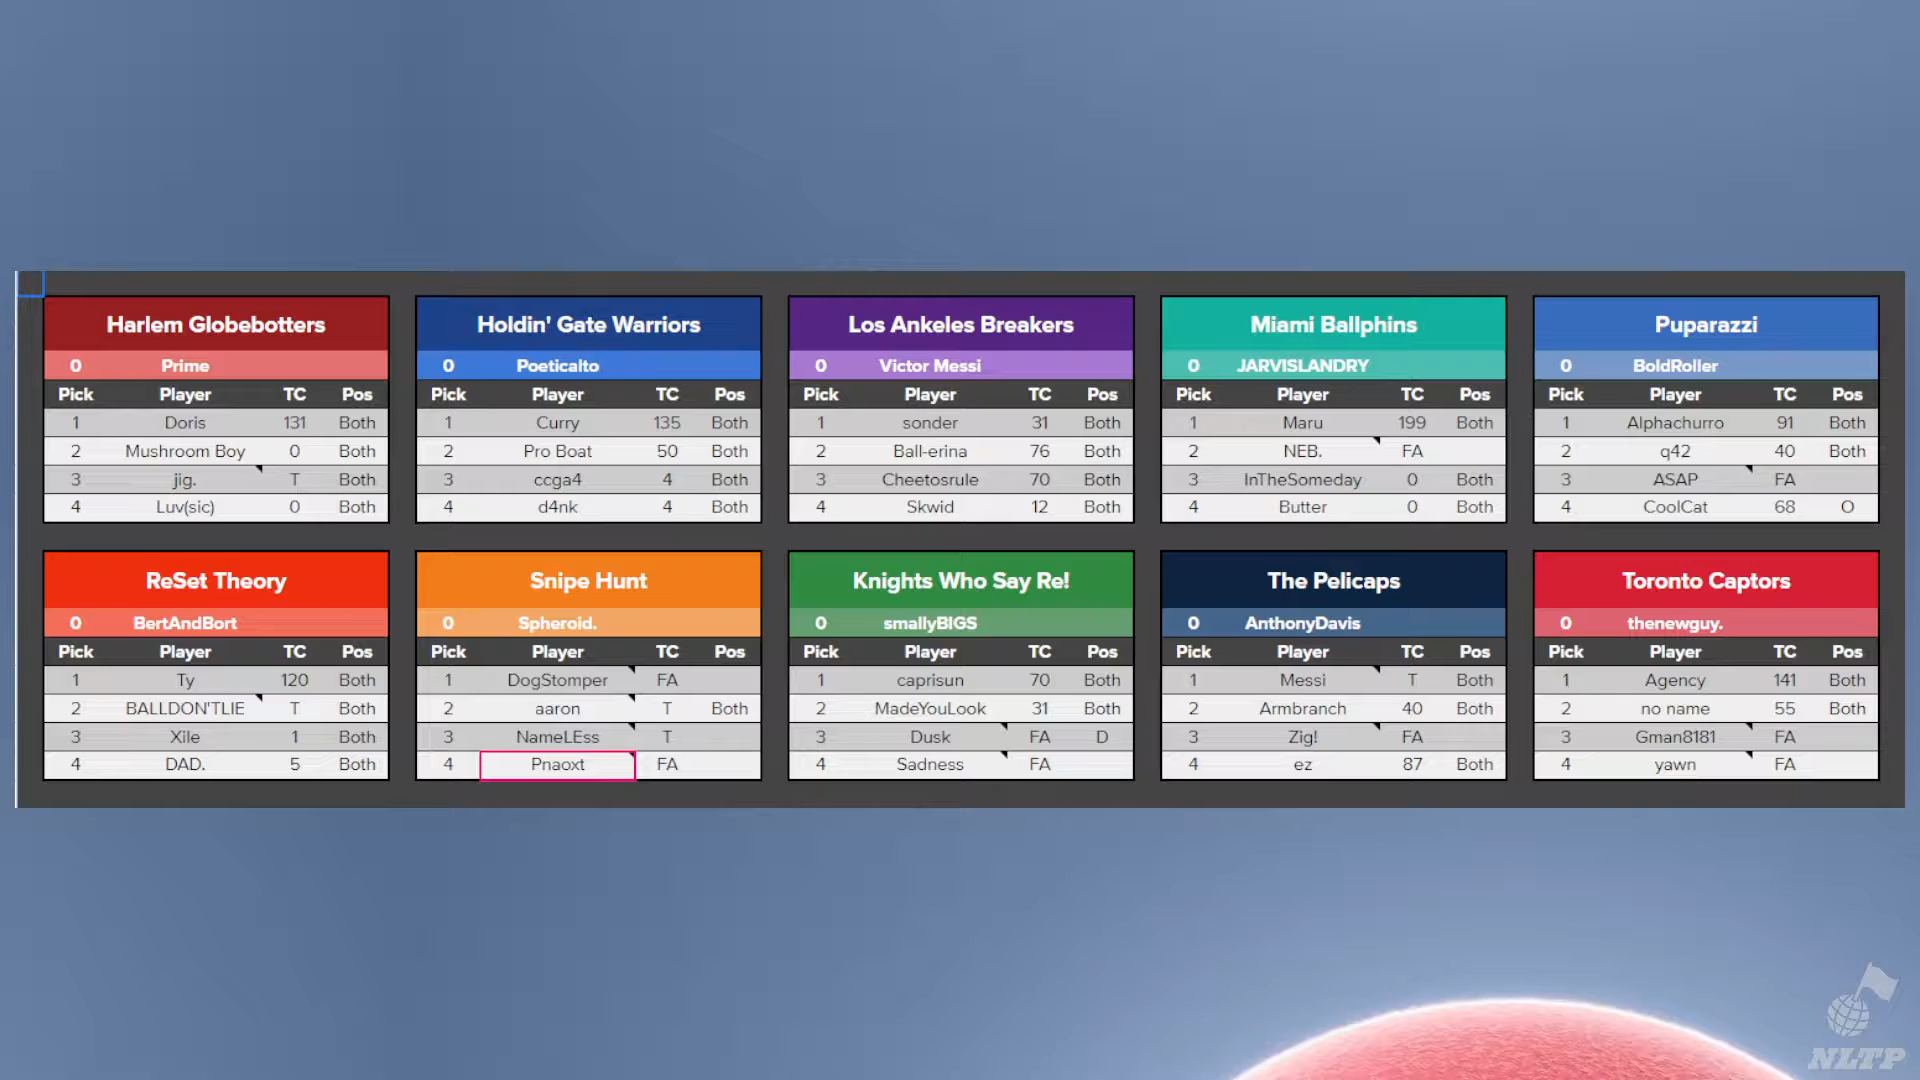 Harlem Globebotters
0 Prime
Pick Player TC Pos
1 Doris 131 Both
2 Mushroom Boy 0 Both
3 jig. T Both
4 Luv(sic) 0 Both
Holdin' Gate Warriors
0 Poeticalto
Pick Player TC Pos
1 Curry 135 Both
2 Pro Boat 50 Both
3 ccga4 4 Both
4 d4nk 4 Both
Los Ankeles Breakers
0 Victor Messi
Pick Player TC Pos
1 sonder 31 Both
2 Ball-erina 76 Both
3 Cheetosrule 70 Both
4 Skwid 12 Both
Miami Ballphins
0 JARVISLANDRY
Pick Player TC Pos
1 Maru 199 Both
2 NEB. FA
3 InTheSomeday 0 Both
4 Butter 0 Both
Puparazzi
0 BoldRoller
Pick Player TC Pos
1 Alphachurro 91 Both
2 q42 40 Both
3 ASAP FA
4 CoolCat 68 O
ReSet Theory
0 BertAndBort
Pick Player TC Pos
1 Ty 120 Both
2 BALLDON'TLIE T Both
3 Xile 1 Both
4 DAD. 5 Both
Snipe Hunt
0 Spheroid.
Pick Player TC Pos
1 DogStomper FA
2 aaron T Both
3 NameLEss T
4 Pnaoxt FA
Knights Who Say Re!
0 smallyBIGS
Pick Player TC Pos
1 caprisun 70 Both
2 MadeYouLook 31 Both
3 Dusk FA D
4 Sadness FA
The Pelicaps
0 AnthonyDavis
Pick Player TC Pos
1 Messi T Both
2 Armbranch 40 Both
3 Zig! FA
4 ez 87 Both
Toronto Captors
0 thenewguy.
Pick Player TC Pos
1 Agency 141 Both
2 no name 55 Both
3 Gman8181 FA
4 yawn FA
NLTP